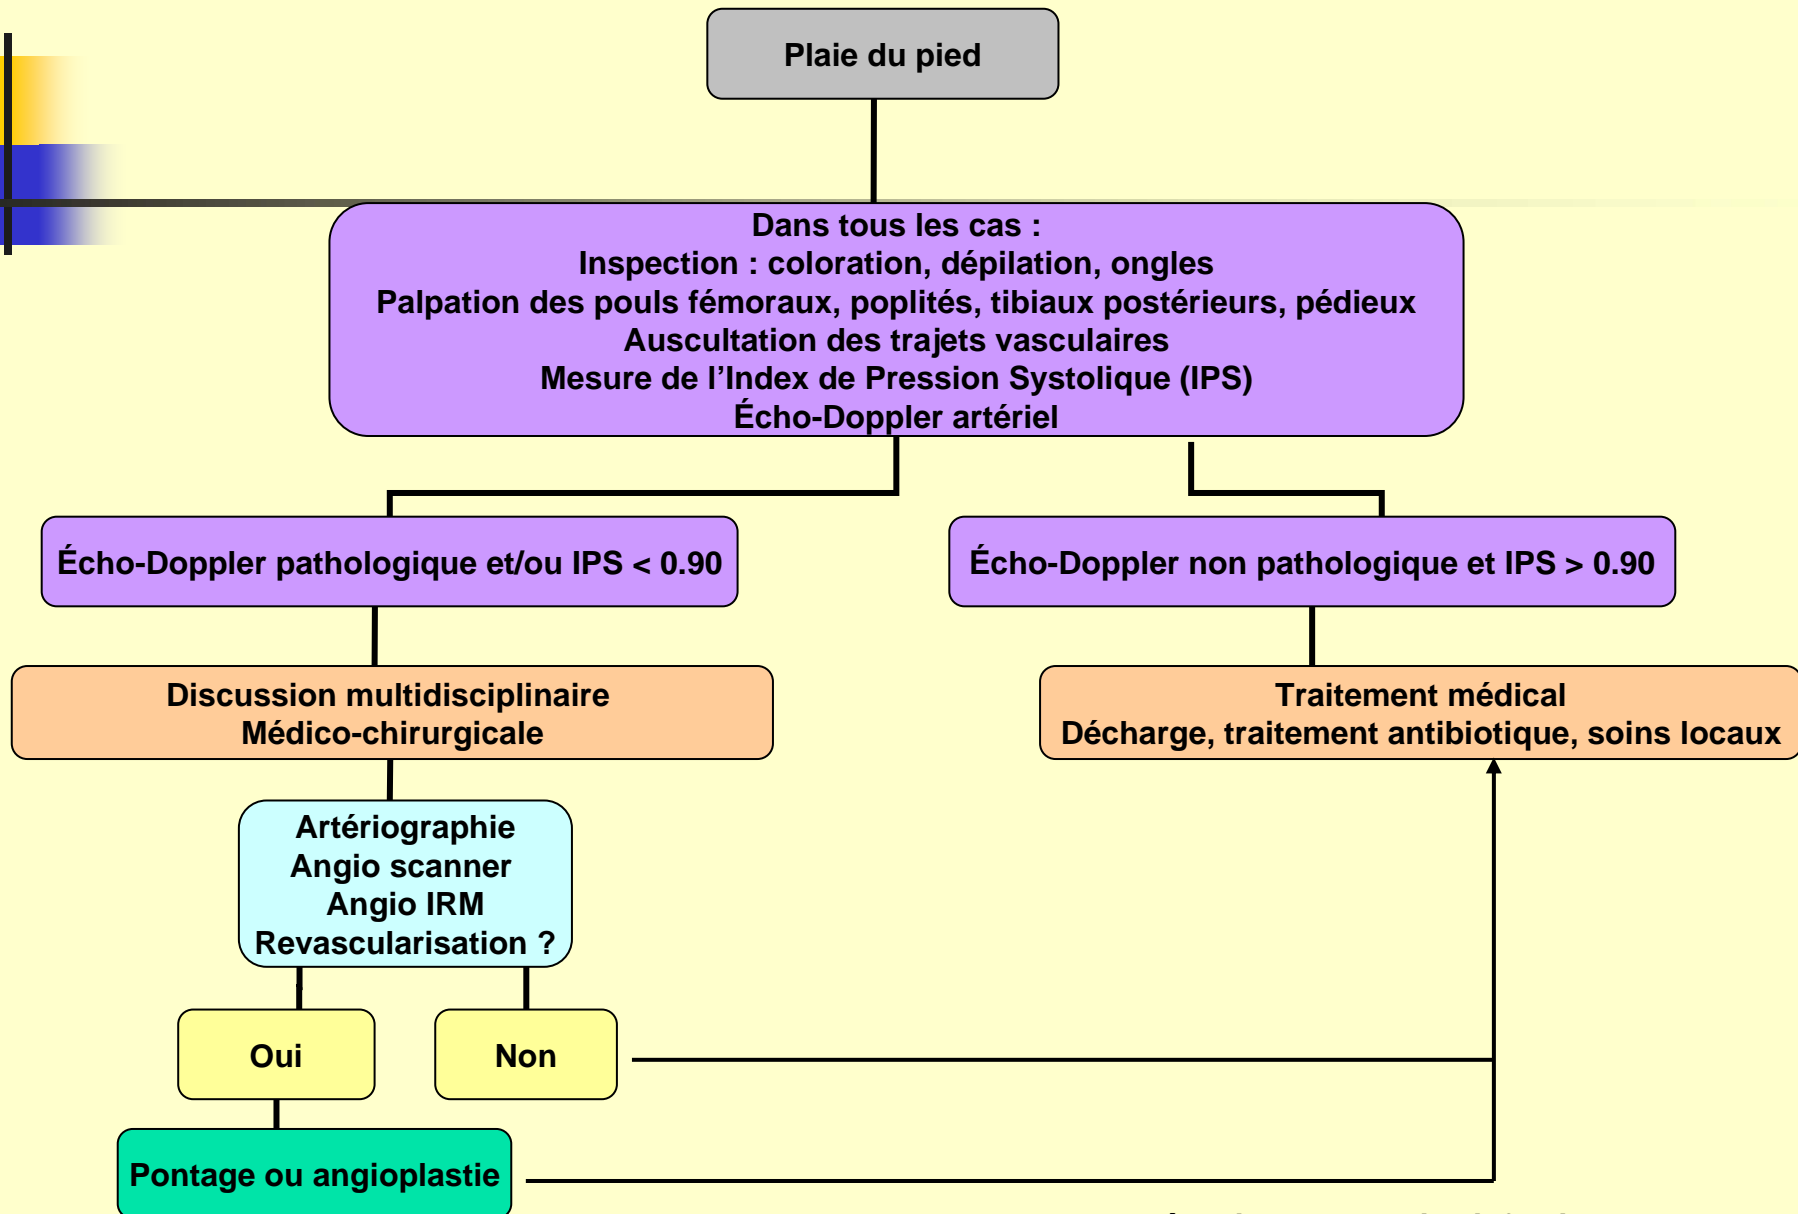 Plaie du pied
Dans tous les cas :
Inspection : coloration, dépilation, ongles
Palpation des pouls fémoraux, poplités, tibiaux postérieurs, pédieux
Auscultation des trajets vasculaires
Mesure de l’Index de Pression Systolique (IPS)
Écho-Doppler artériel
Écho-Doppler pathologique et/ou IPS < 0.90
Écho-Doppler non pathologique et IPS > 0.90
Discussion multidisciplinaire
Médico-chirurgicale
Traitement médical
Décharge, traitement antibiotique, soins locaux
Artériographie
Angio scanner
Angio IRM
Revascularisation ?
Oui
Non
Pontage ou angioplastie